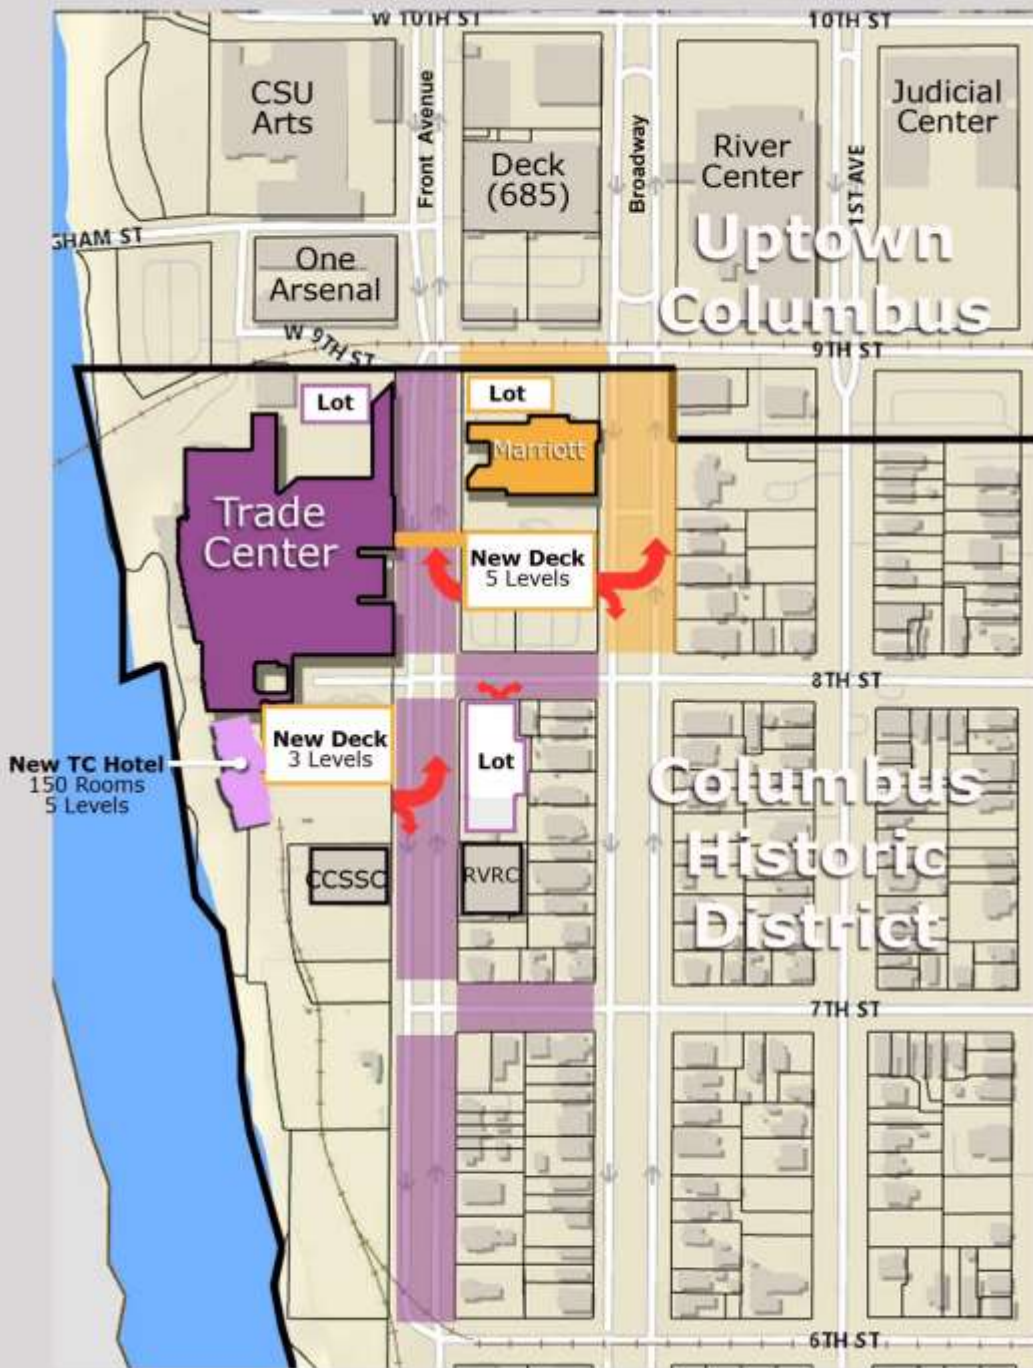 W 10TH ST
10TH ST
CSU
Arts
Front Avenue
Deck
(685)
Broadway
River
Center
1ST AVE
Judicial
Center
GHAM ST
One
Arsenal
Uptown
Columbus
W 9TH ST
9TH ST
Lot
Lot
Marriott
Trade
Center
New Deck
5 Levels
8TH ST
New Deck
3 Levels
Lot
New TC Hotel
150 Rooms
5 Levels
Columbus
Historic
District
CCSSC
RVRC
7TH ST
6TH ST